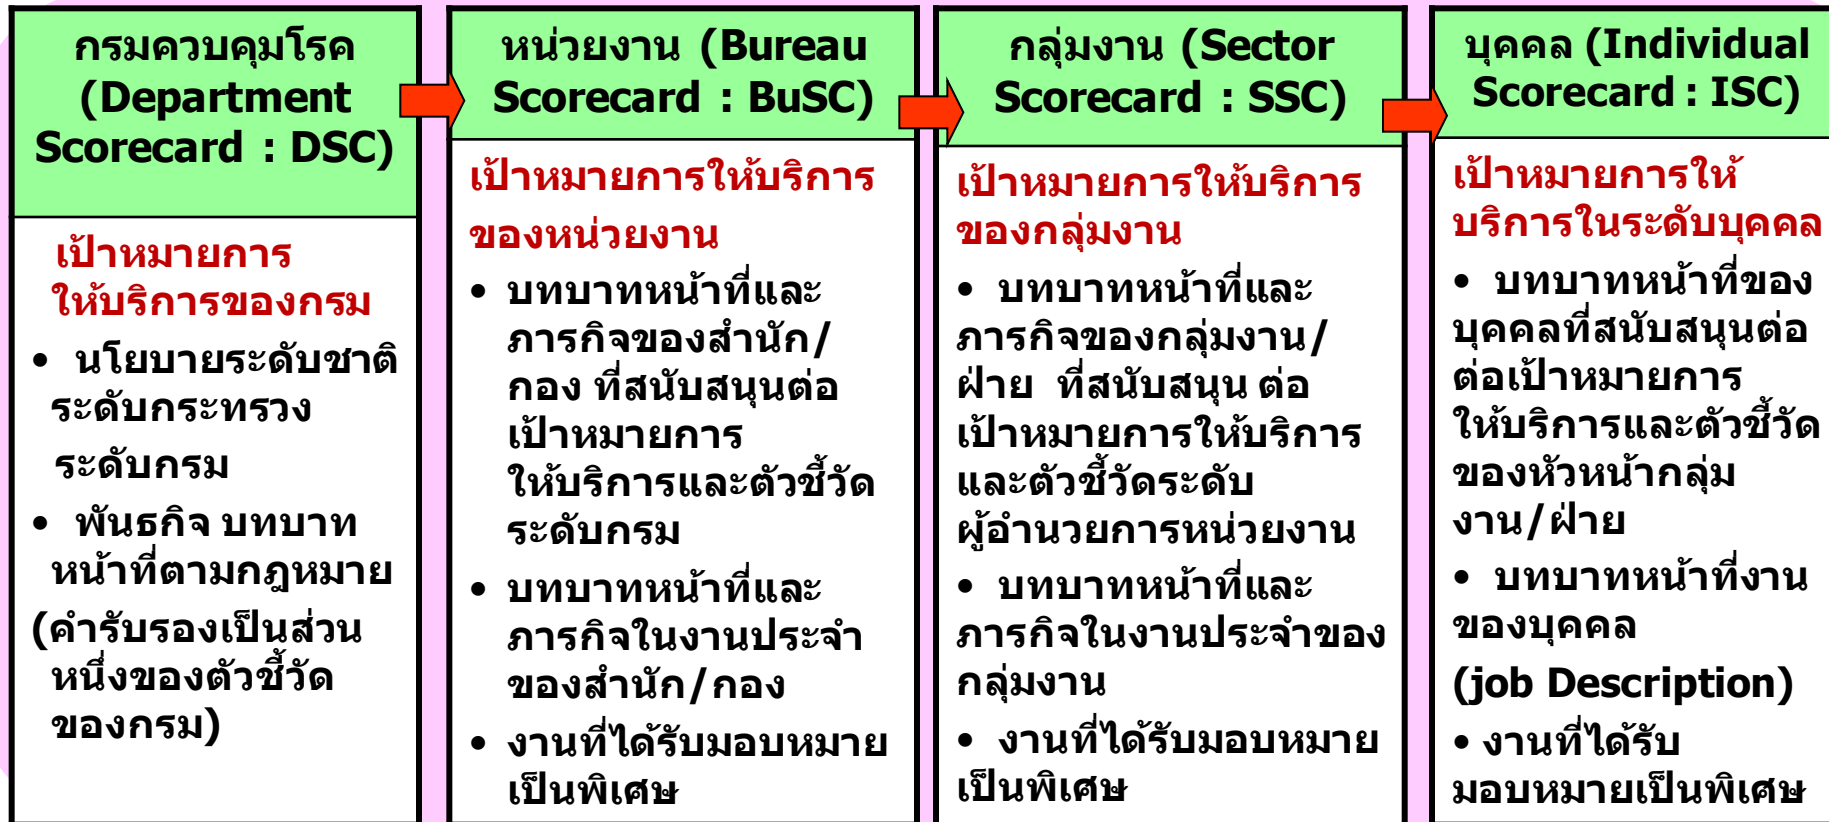 กรมควบคุมโรค
(Department
Scorecard : DSC)
เป้าหมายการ
ให้บริการของกรม
• นโยบายระดับชาติ
ระดับกระทรวง
ระดับกรม
• พันธกิจ บทบาท
หน้าที่ตามกฎหมาย
(คำรับรองเป็นส่วน
หนึ่งของตัวชี้วัด
ของกรม)
หน่วยงาน (Bureau
Scorecard : BuSC)
เป้าหมายการให้บริการ
ของหน่วยงาน
• บทบาทหน้าที่และ
ภารกิจของสำนัก/
กอง ที่สนับสนุนต่อ
เป้าหมายการ
ให้บริการและตัวชี้วัด
ระดับกรม
• บทบาทหน้าที่และ
ภารกิจในงานประจำ
ของสำนัก/กอง
• งานที่ได้รับมอบหมาย
เป็นพิเศษ
กลุ่มงาน (Sector
Scorecard : SSC)
เป้าหมายการให้บริการ
ของกลุ่มงาน
• บทบาทหน้าที่และ
ภารกิจของกลุ่มงาน/
ฝ่าย ที่สนับสนุน ต่อ
เป้าหมายการให้บริการ
และตัวชี้วัดระดับ
ผู้อำนวยการหน่วยงาน
• บทบาทหน้าที่และ
ภารกิจในงานประจำของ
กลุ่มงาน
• งานที่ได้รับมอบหมาย
เป็นพิเศษ
บุคคล (Individual
Scorecard : ISC)
เป้าหมายการให้
บริการในระดับบุคคล
• บทบาทหน้าที่ของ
บุคคลที่สนับสนุนต่อ
ต่อเป้าหมายการ
ให้บริการและตัวชี้วัด
ของหัวหน้ากลุ่ม
งาน/ฝ่าย
• บทบาทหน้าที่งาน
ของบุคคล
(job Description)
• งานที่ได้รับ
มอบหมายเป็นพิเศษ